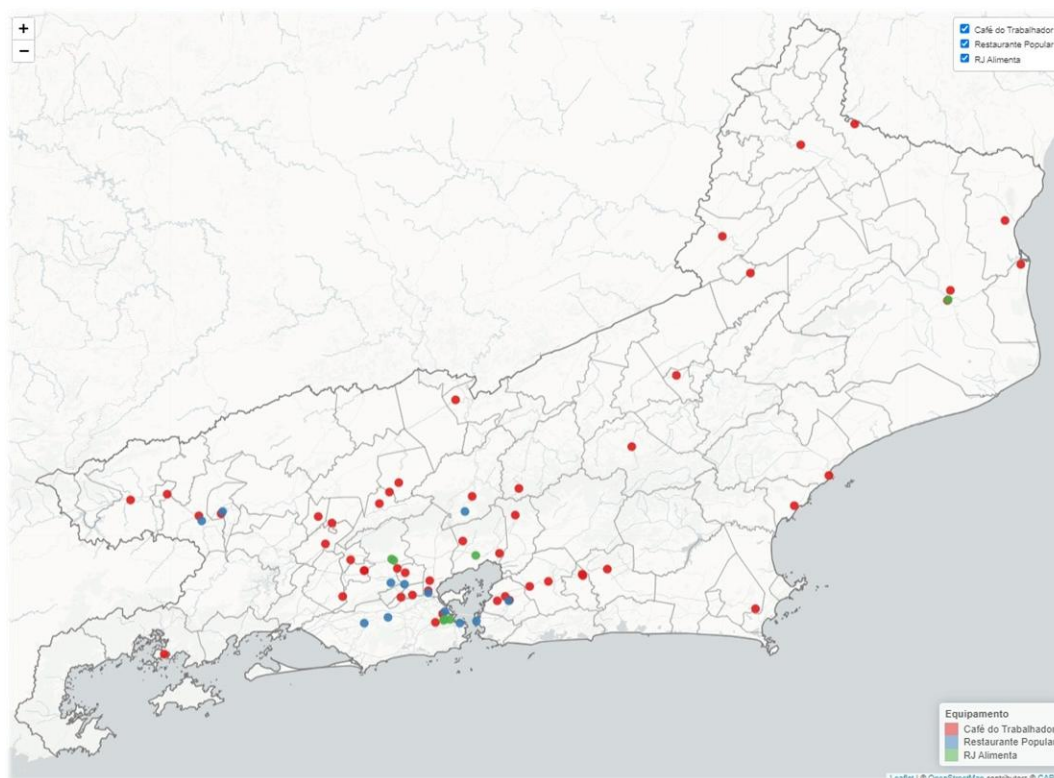 +
−
Café do Trabalhador
Restaurante Popular
RJ Alimenta
Equipamento
Café do Trabalhador
Restaurante Popular
RJ Alimenta
Leaflet | © OpenStreetMap contributors ©